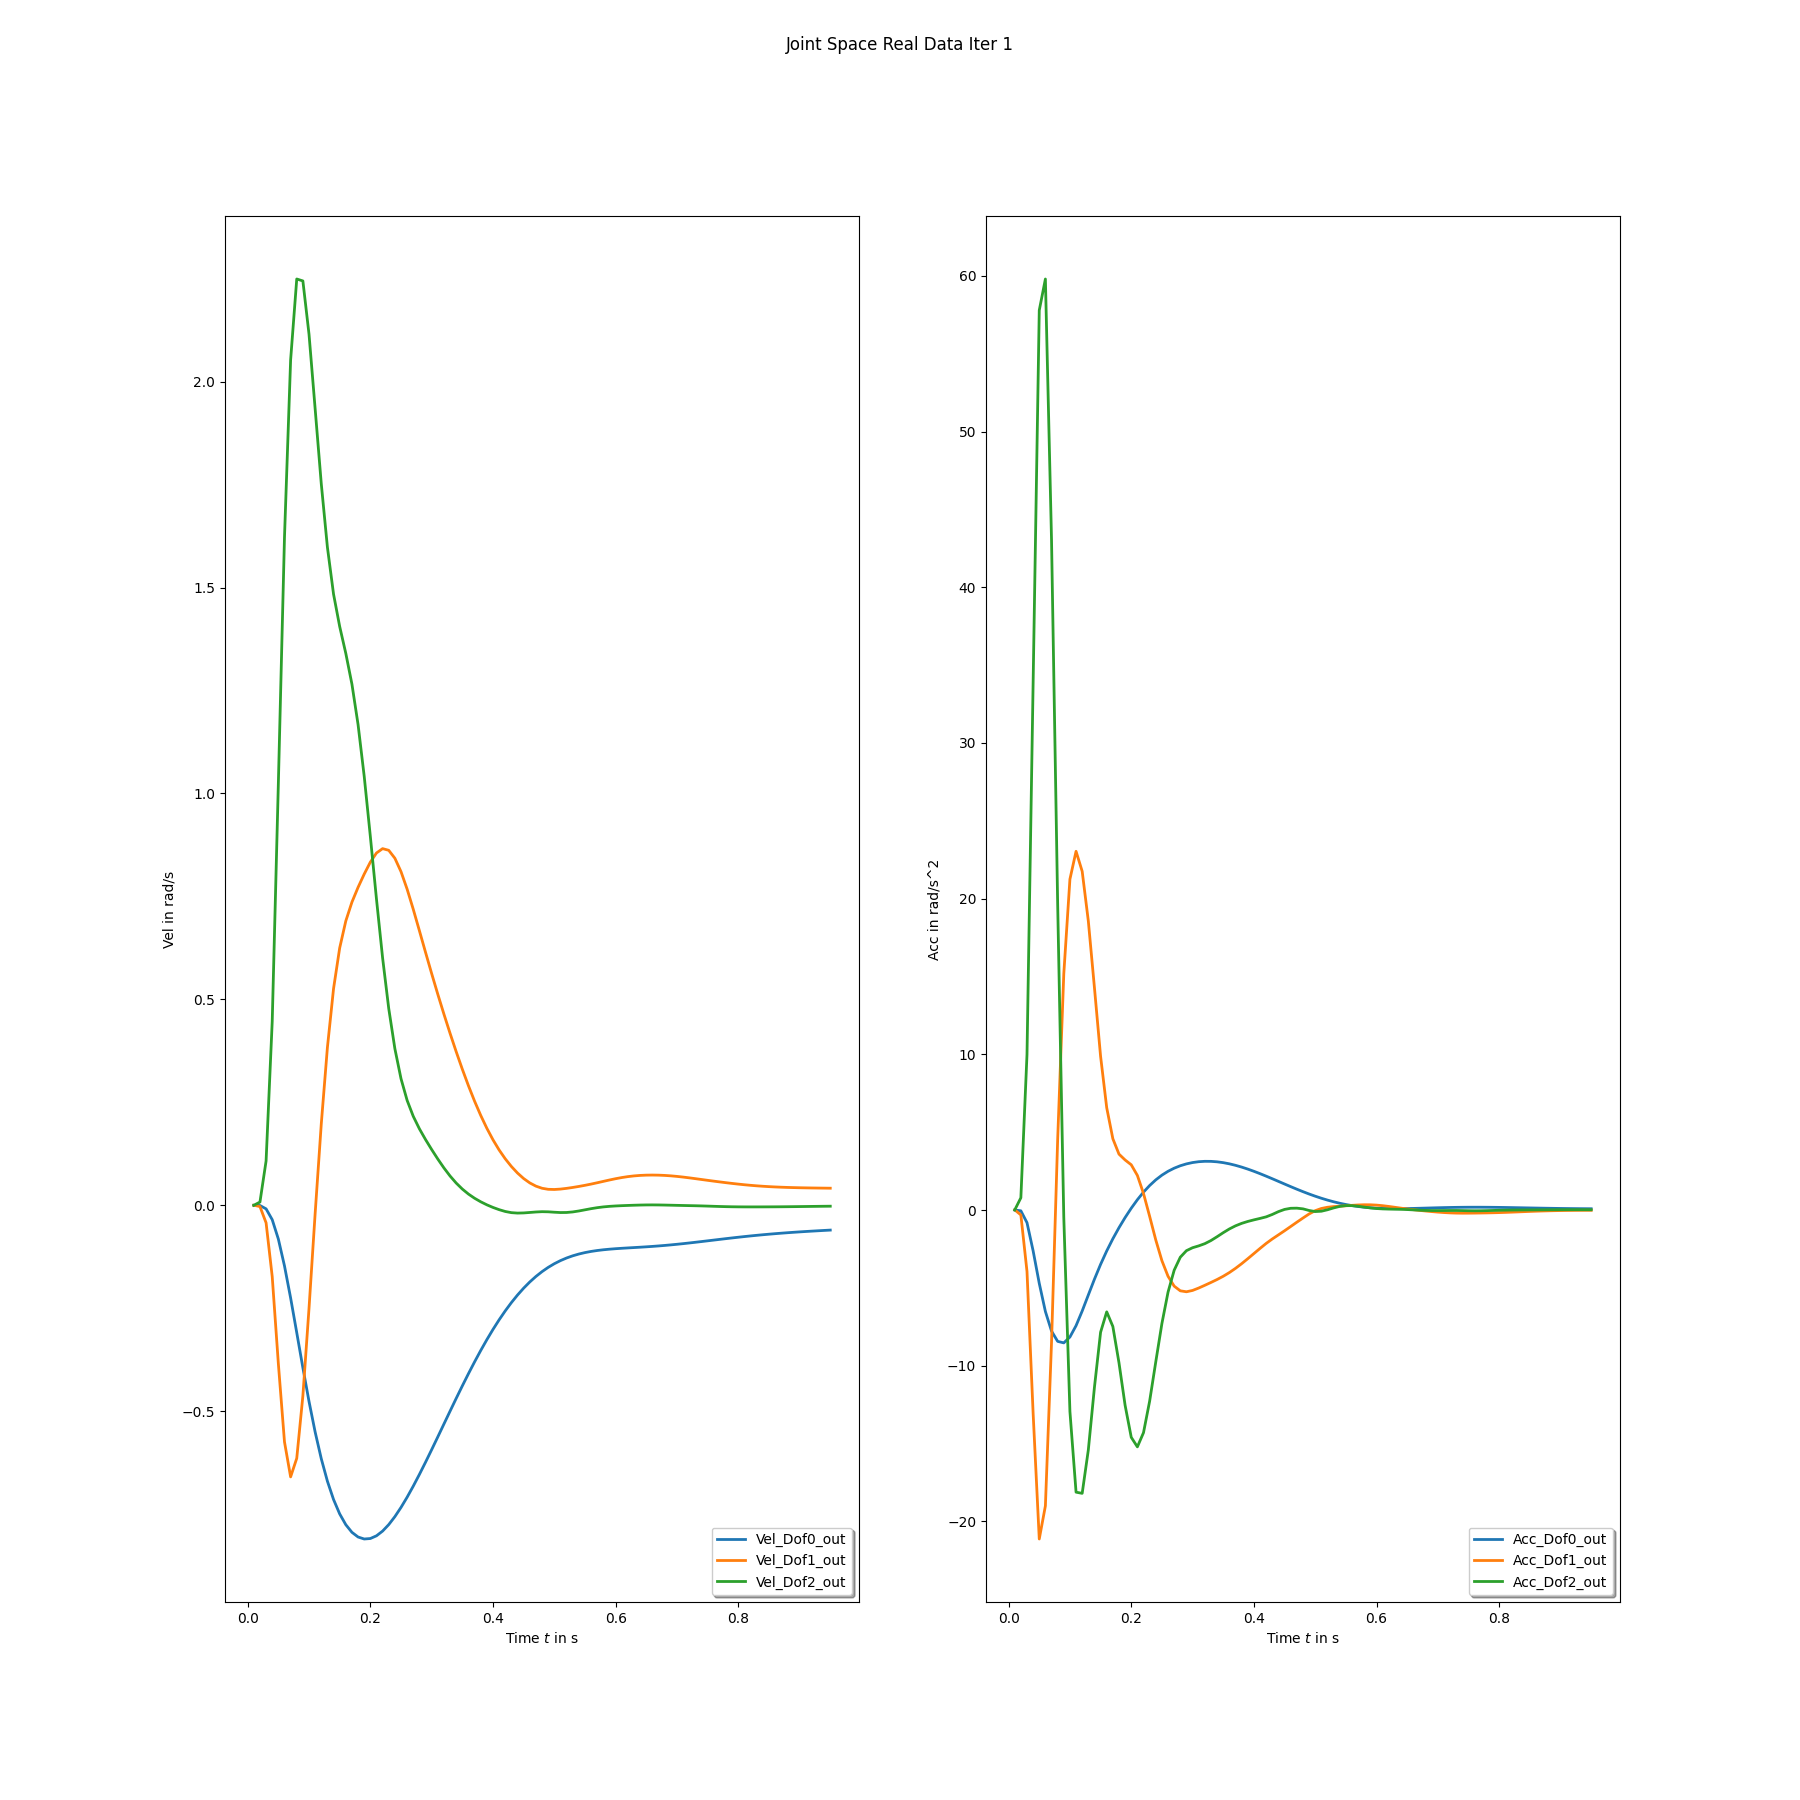 Joint Space Real Data Iter 1
Vel in rad/s
2.0
1.5
1.0
0.5
0.0
−0.5
0.0 0.2 0.4 0.6 0.8
Time t in s
Vel_Dof0_out
Vel_Dof1_out
Vel_Dof2_out
Acc in rad/s^2
60
50
40
30
20
10
0
−10
−20
0.0 0.2 0.4 0.6 0.8
Time t in s
Acc_Dof0_out
Acc_Dof1_out
Acc_Dof2_out